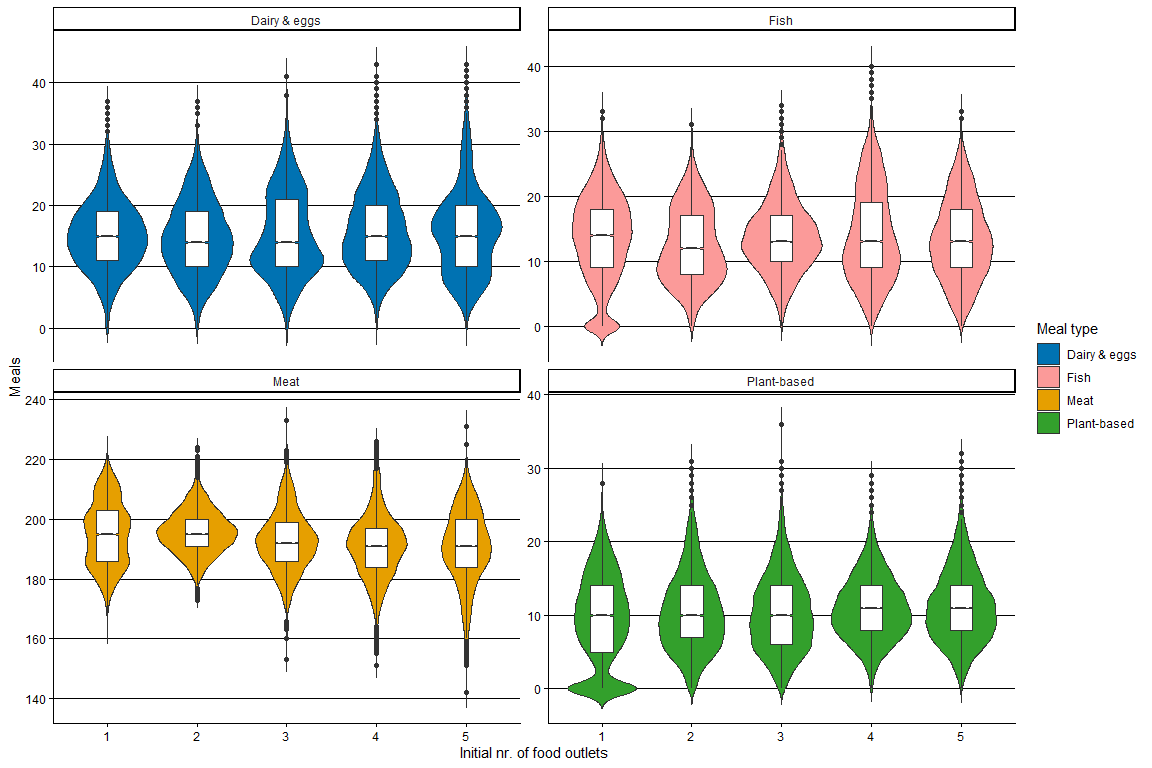 Dairy & eggs
Fish
40
30
20
10
0
40
30
20
10
0
Meals
Meat
Plant-based
240
220
200
180
160
140
40
30
20
10
0
1 2 3 4 5
1 2 3 4 5
Initial nr. of food outlets
Meal type
Dairy & eggs
Fish
Meat
Plant-based